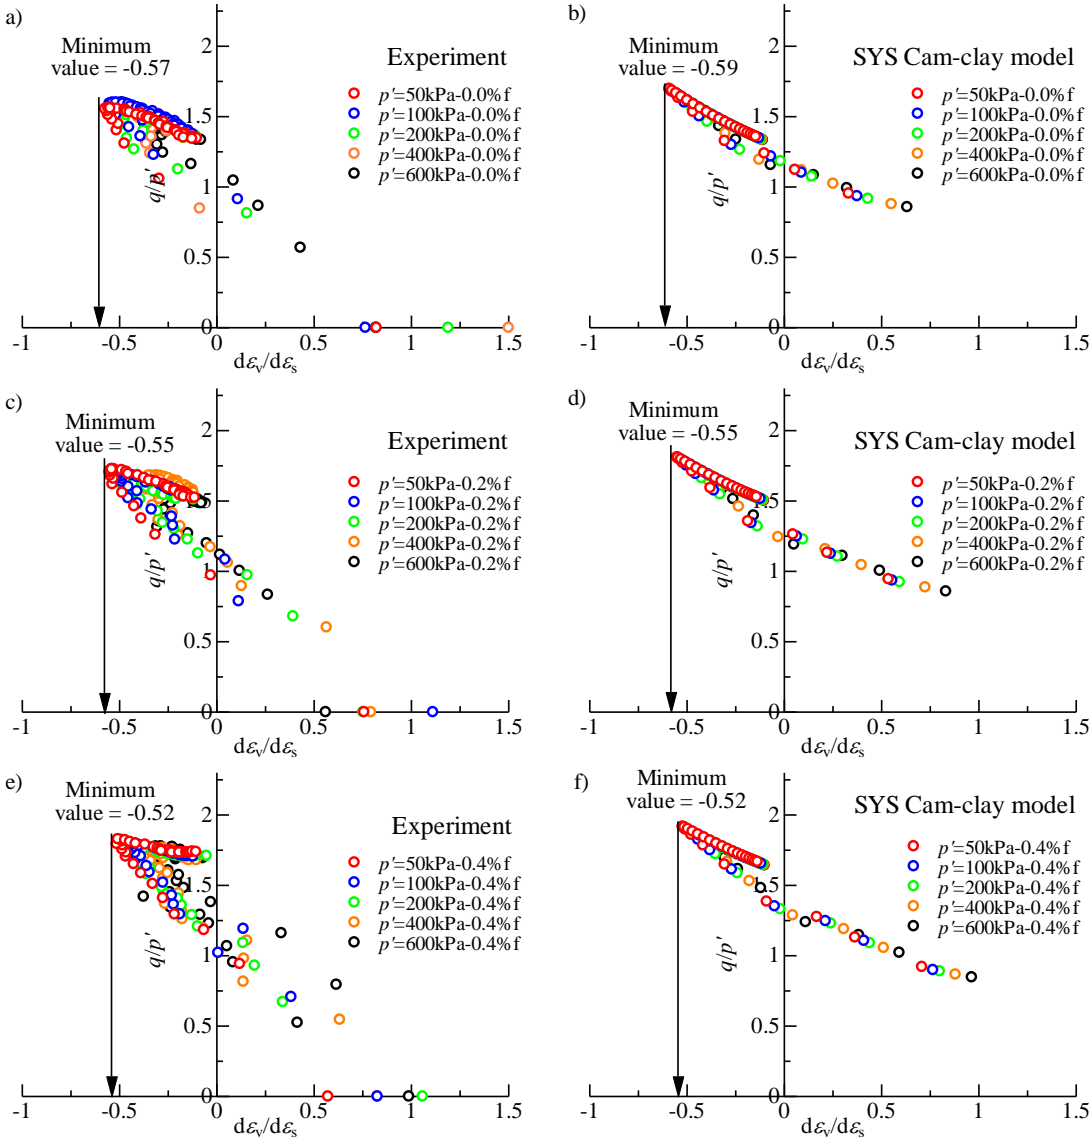 a)
Minimum
value = -0.57
Experiment
p'=50kPa-0.0%f
p'=100kPa-0.0%f
p'=200kPa-0.0%f
p'=400kPa-0.0%f
p'=600kPa-0.0%f
q/p'
2
1.5
1
0.5
0
-1
-0.5
0
0.5
1
1.5
dεv/dεs
b)
Minimum
value = -0.59
SYS Cam-clay model
p'=50kPa-0.0%f
p'=100kPa-0.0%f
p'=200kPa-0.0%f
p'=400kPa-0.0%f
p'=600kPa-0.0%f
q/p'
2
1.5
1
0.5
0
-1
-0.5
0
0.5
1
1.5
dεv/dεs
c)
Minimum
value = -0.55
Experiment
p'=50kPa-0.2%f
p'=100kPa-0.2%f
p'=200kPa-0.2%f
p'=400kPa-0.2%f
p'=600kPa-0.2%f
q/p'
2
1.5
1
0.5
0
-1
-0.5
0
0.5
1
1.5
dεv/dεs
d)
Minimum
value = -0.55
SYS Cam-clay model
p'=50kPa-0.2%f
p'=100kPa-0.2%f
p'=200kPa-0.2%f
p'=400kPa-0.2%f
p'=600kPa-0.2%f
q/p'
2
1.5
1
0.5
0
-1
-0.5
0
0.5
1
1.5
dεv/dεs
e)
Minimum
value = -0.52
Experiment
p'=50kPa-0.4%f
p'=100kPa-0.4%f
p'=200kPa-0.4%f
p'=400kPa-0.4%f
p'=600kPa-0.4%f
q/p'
2
1.5
1
0.5
0
-1
-0.5
0
0.5
1
1.5
dεv/dεs
f)
Minimum
value = -0.52
SYS Cam-clay model
p'=50kPa-0.4%f
p'=100kPa-0.4%f
p'=200kPa-0.4%f
p'=400kPa-0.4%f
p'=600kPa-0.4%f
q/p'
2
1.5
1
0.5
0
-1
-0.5
0
0.5
1
1.5
dεv/dεs